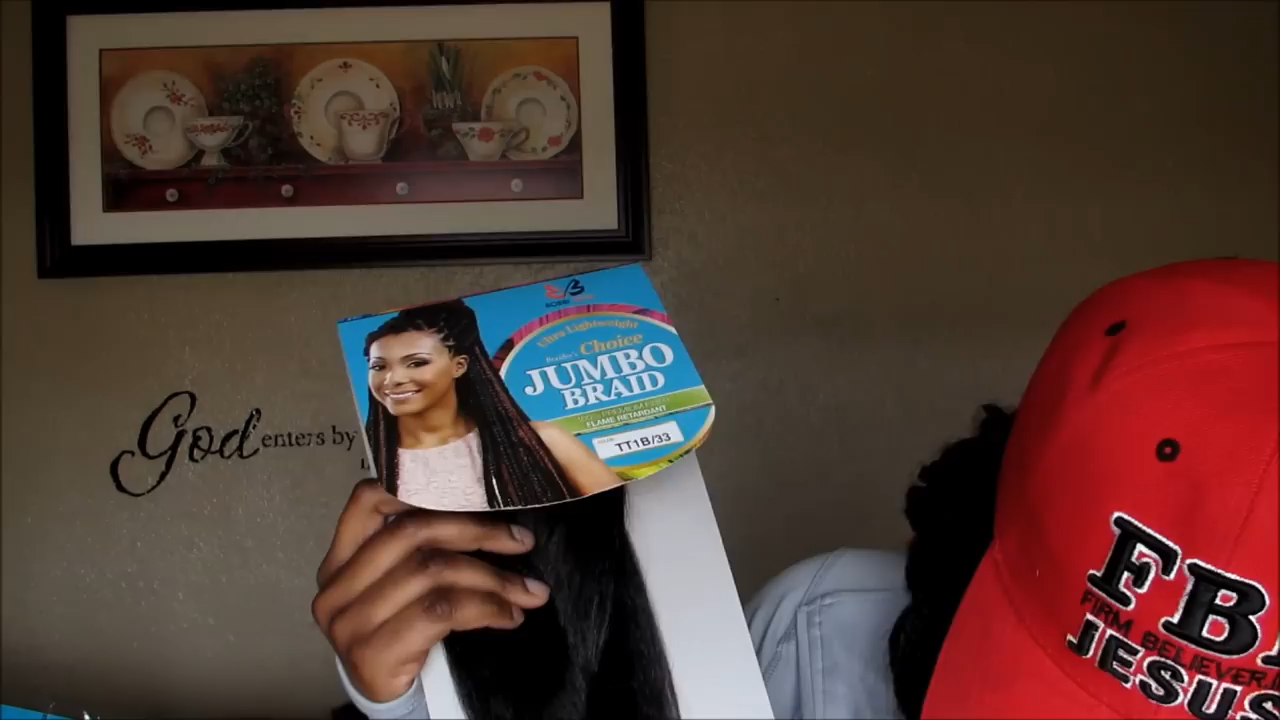 God enters by
Ultra Lightweight
Choice
JUMBO
BRAID
FLAME RETARDANT
TT1B/33
FB
FIRM BELIEVER
JESUS